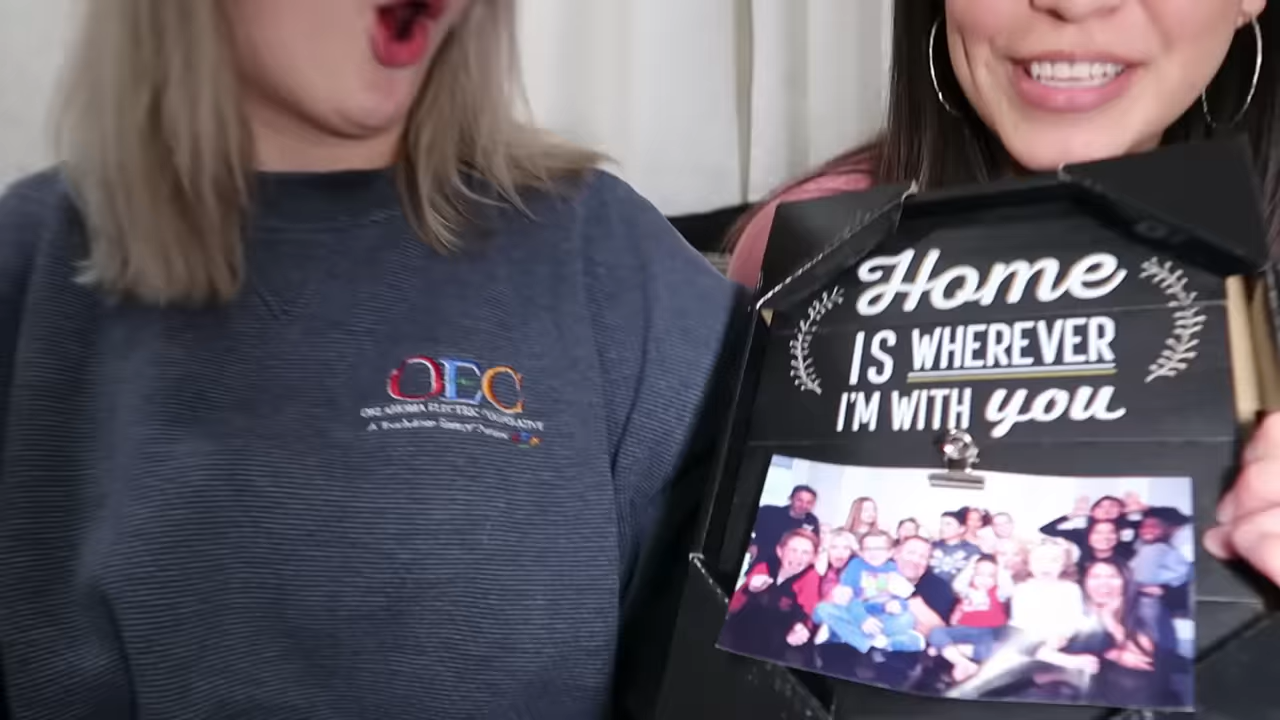 OEC
OKLAHOMA ELECTRIC COOPERATIVE
Home
IS WHEREVER
I'M WITH you